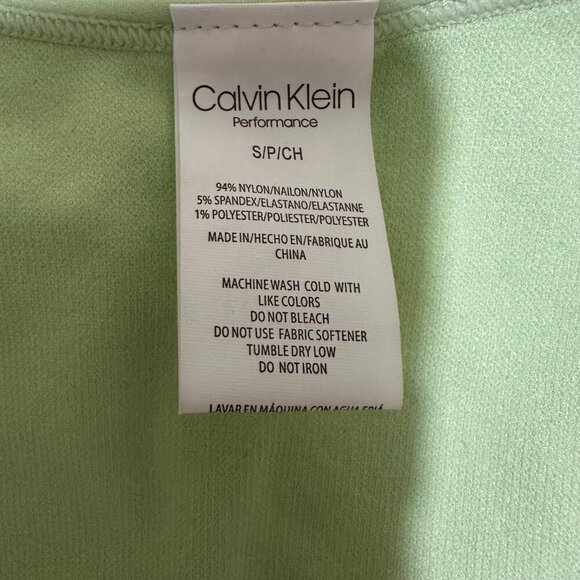 Calvin Klein
Performance
S/P/CH
94% NYLON/NAILON/NYLON
5% SPANDEX/ELASTANO/ELASTANNE
1% POLYESTER/POLIESTER/POLYESTER
MADE IN/HECHO EN/FABRIQUE AU
CHINA
MACHINE WASH COLD WITH
LIKE COLORS
DO NOT BLEACH
DO NOT USE FABRIC SOFTENER
TUMBLE DRY LOW
DO NOT IRON
LAVAR EN MÁQUINA CON AGUA FRÍA